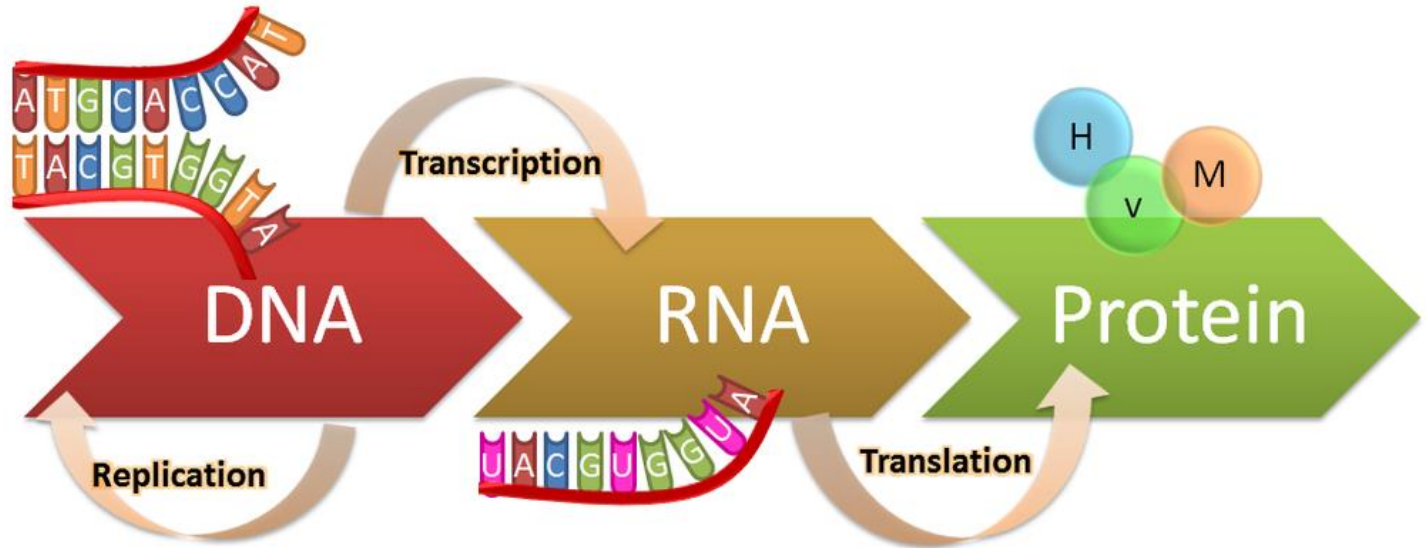 ATGCACCAT
TACGTGGTA
Transcription
H
v
M
DNA
RNA
Protein
Replication
UACGUGGUA
Translation